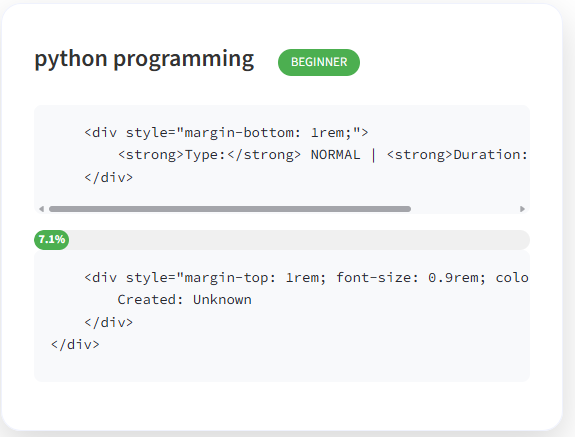 python programming BEGINNER
<div style="margin-bottom: 1rem;">
<strong>Type:</strong> NORMAL | <strong>Duration:
</div>
7.1%
<div style="margin-top: 1rem; font-size: 0.9rem; colo
Created: Unknown
</div>
</div>